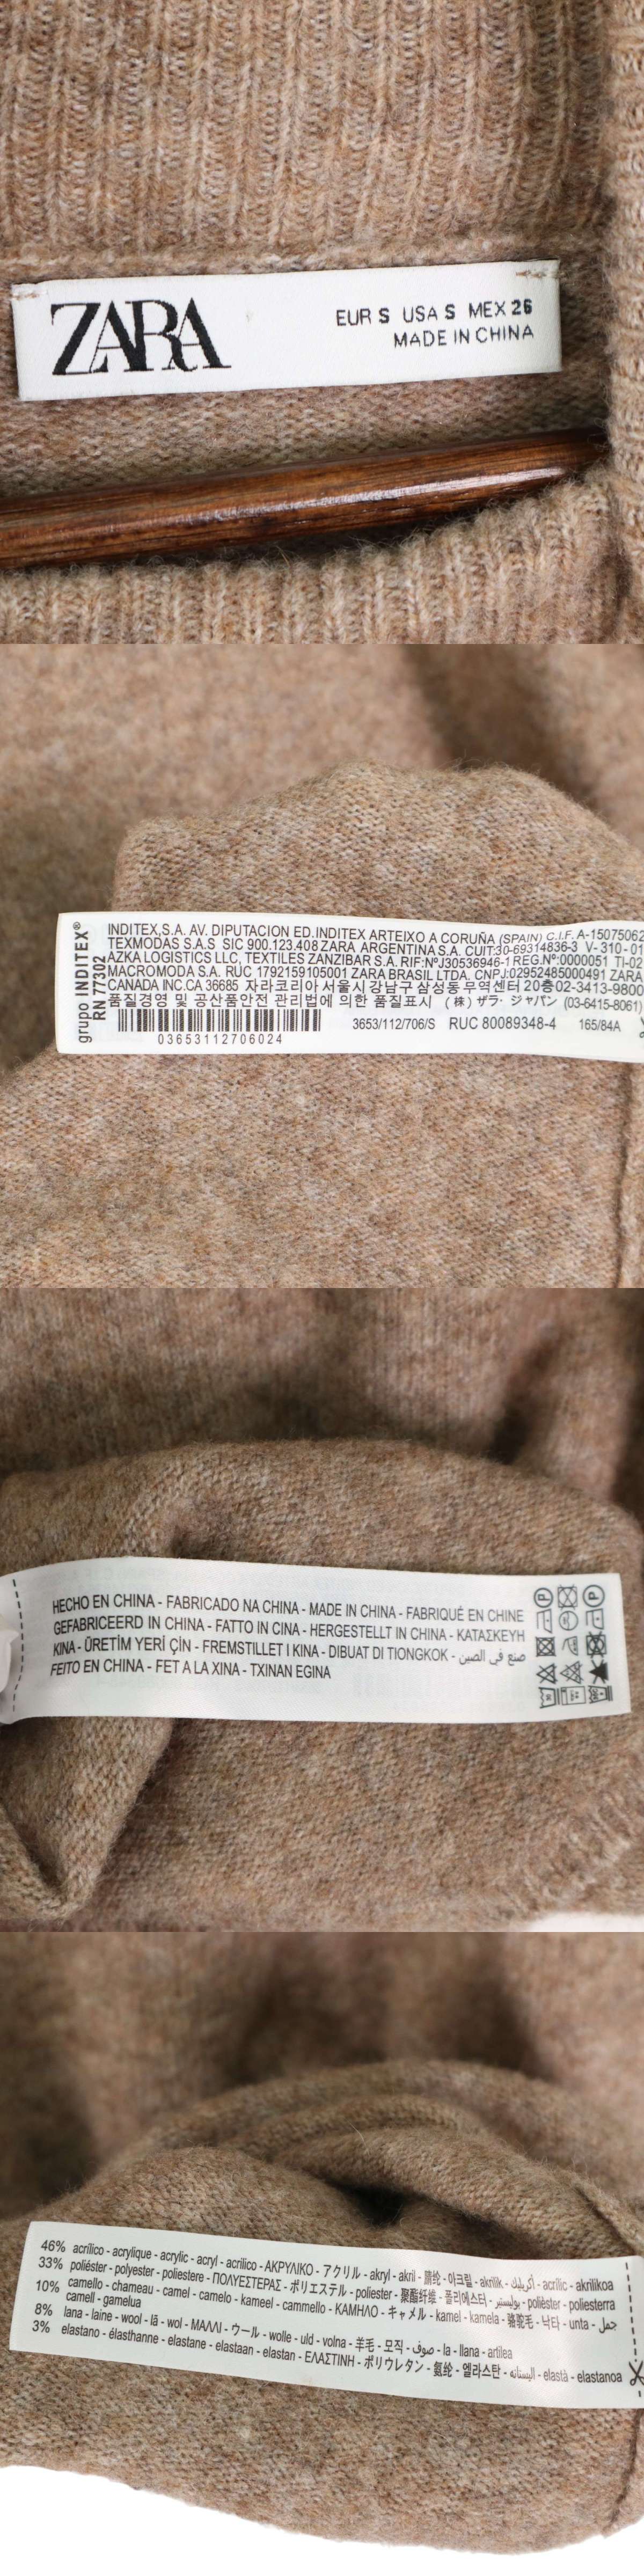 ZARA
EUR S USA S MEX 26
MADE IN CHINA
grupo INDITEX®
RN 77302
INDITEX,S.A. AV. DIPUTACION ED.INDITEX ARTEIXO A CORUÑA (SPAIN) C.I.F. A-15075062
TEXMODAS S.A.S SIC 900.123.408 ZARA ARGENTINA S.A. CUIT:30-69314836-3 V-310-01
AZKA LOGISTICS LLC, TEXTILES ZANZIBAR S.A. RIF:NºJ30536946-1 REG.Nº:0000051 TI-02
MACROMODA S.A. RUC 1792159105001 ZARA BRASIL LTDA. CNPJ:02952485000491 ZARA
CANADA INC.CA 36685 자라코리아 서울시 강남구 삼성동 무역센터 20층 02-3413-9800
품질경영 및 공산품안전 관리법에 의한 품질표시 (株) ザラ・ジャパン (03-6415-8061)
03653112706024
3653/112/706/S RUC 80089348-4 165/84A
HECHO EN CHINA - FABRICADO NA CHINA - MADE IN CHINA - FABRIQUÉ EN CHINE
GEFABRICEERD IN CHINA - FATTO IN CINA - HERGESTELLT IN CHINA - ΚΑΤΑΣΚΕΥΗ
ΚΙΝΑ - ÜRETİM YERİ ÇİN - FREMSTILLET I KINA - DIBUAT DI TIONGKOK - صنع في الصين
FEITO EN CHINA - FET A LA XINA - TXINAN EGINA
46% acrílico - acrylique - acrylic - acryl - acrilico - ΑΚΡΥΛΙΚΟ - アクリル - akryl - akril - 腈纶 - 아크릴 - akrilik - أكريليك - acrílic - akrilikoa
33% poliéster - polyester - poliestere - ΠΟΛΥΕΣΤΕΡΑΣ - ポリエステル - poliester - 聚酯纤维 - 폴리에스터 - بوليستير - polièster - poliesterra
10% camello - chameau - camel - camelo - kameel - cammello - ΚΑΜΗΛΟ - キャメル - kamel - kamela - 骆驼毛 - 낙타 - unta - جمل -
camell - gamelua
8% lana - laine - wool - lã - wol - ΜΑΛΛΙ - ウール - wolle - uld - volna - 羊毛 - 모직 - صوف - la - llana - artilea
3% elastano - élasthanne - elastane - elastaan - elastan - ΕΛΑΣΤΙΝΗ - ポリウレタン - 氨纶 - 엘라스탄 - اليستانه - elastà - elastanoa